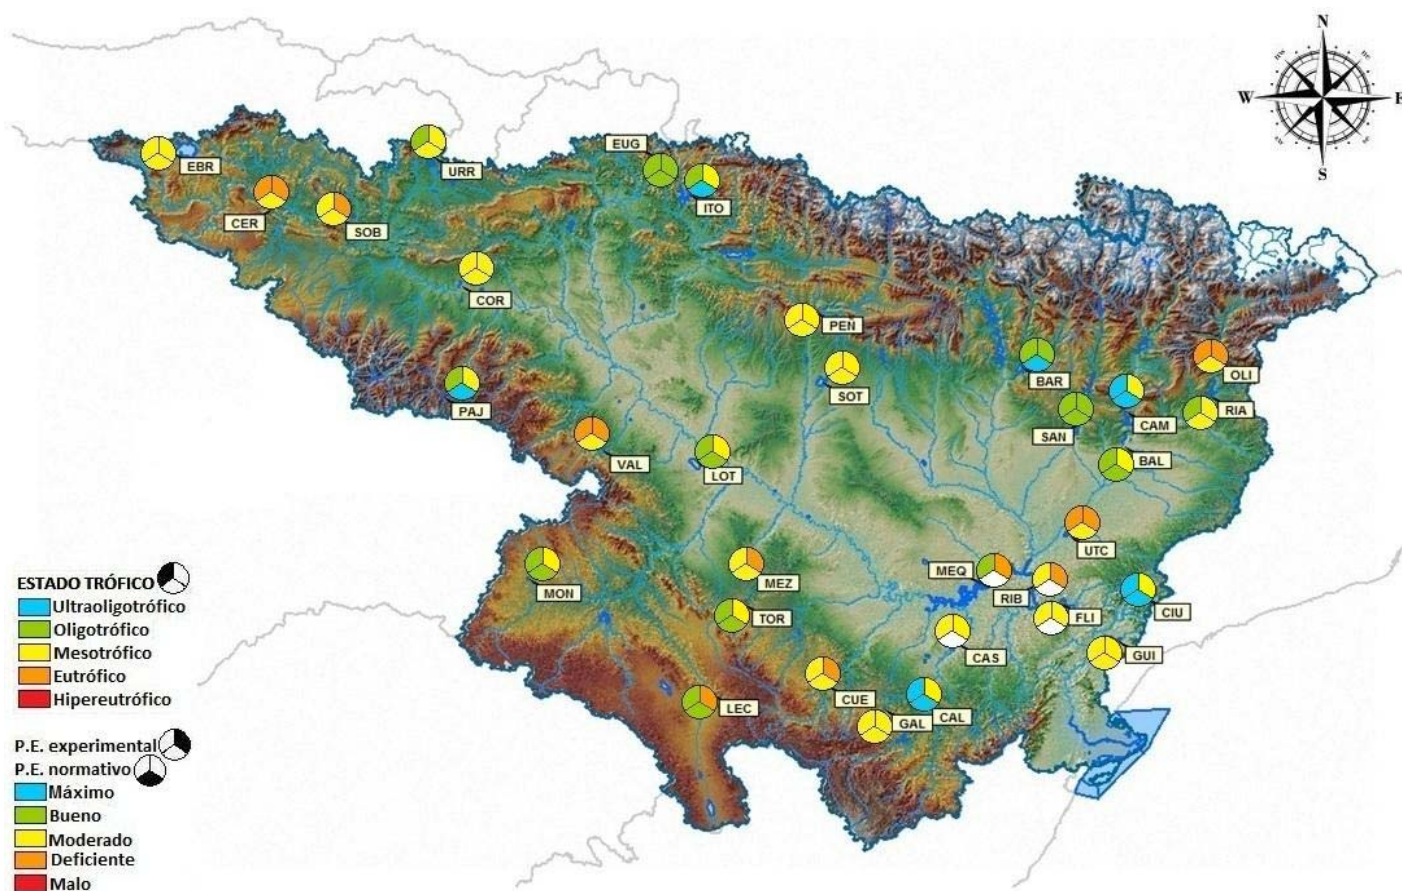 N
W
E
S
EBR
CER
SOB
URR
EUG
ITO
COR
PEN
SOT
BAR
OLI
CAM
RIA
SAN
PAJ
VAL
LOT
BAL
UTC
MON
MEZ
MEQ
RIB
FLI
CIU
TOR
CAS
GUI
LEC
CUE
GAL
CAL
ESTADO TRÓFICO
Ultraoligotrófico
Oligotrófico
Mesotrófico
Eutrófico
Hipereutrófico
P.E. experimental
P.E. normativo
Máximo
Bueno
Moderado
Deficiente
Malo